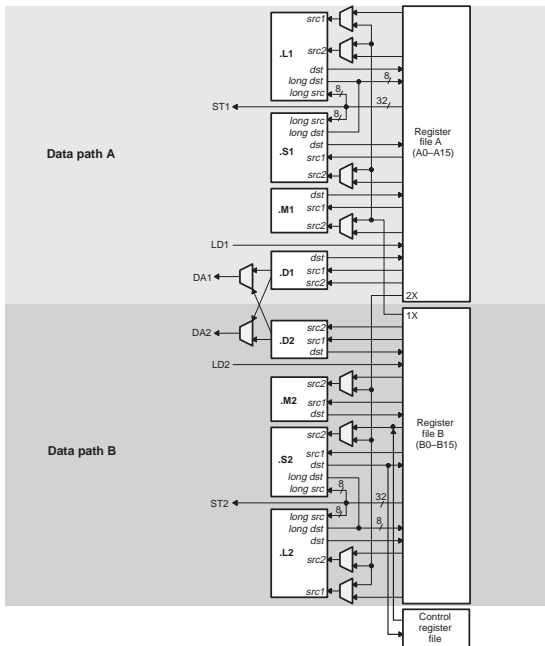 src1
.L1
src2
dst
long dst
8
long src
8
ST1
32
8
long src
long dst
dst
.S1
src1
src2
Register
file A
(A0–A15)
Data path A
dst
.M1
src1
src2
LD1
dst
.D1
src1
src2
DA1
2X
1X
DA2
src2
.D2
src1
dst
LD2
src2
.M2
src1
dst
Register
file B
(B0–B15)
Data path B
src2
.S2
src1
dst
long dst
8
long src
32
ST2
8
long src
long dst
8
dst
.L2
src2
src1
Control
register
file